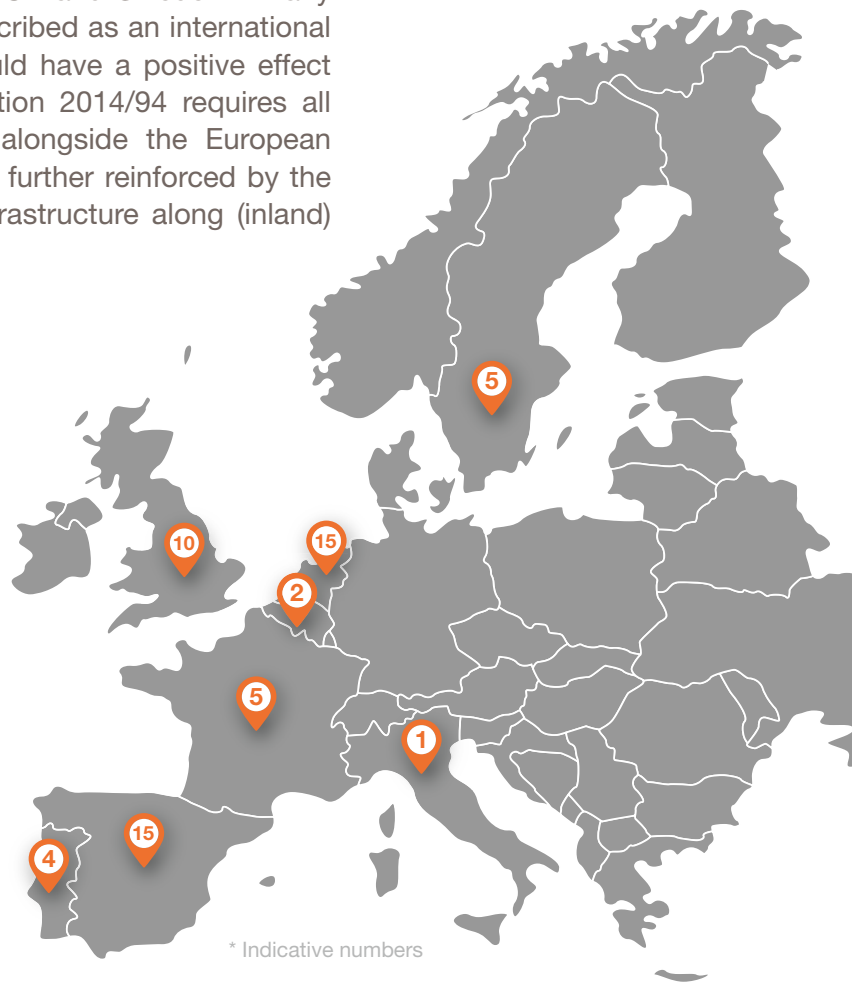 cribed as an international
uld have a positive effect
tion 2014/94 requires all
alongside the European
further reinforced by the
rastructure along (inland)
5
10
15
2
5
1
15
4
* Indicative numbers